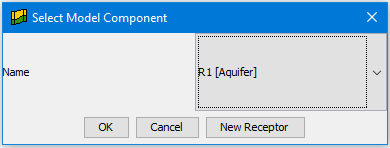 Select Model Component
Name R1 [Aquifer]
OK Cancel New Receptor